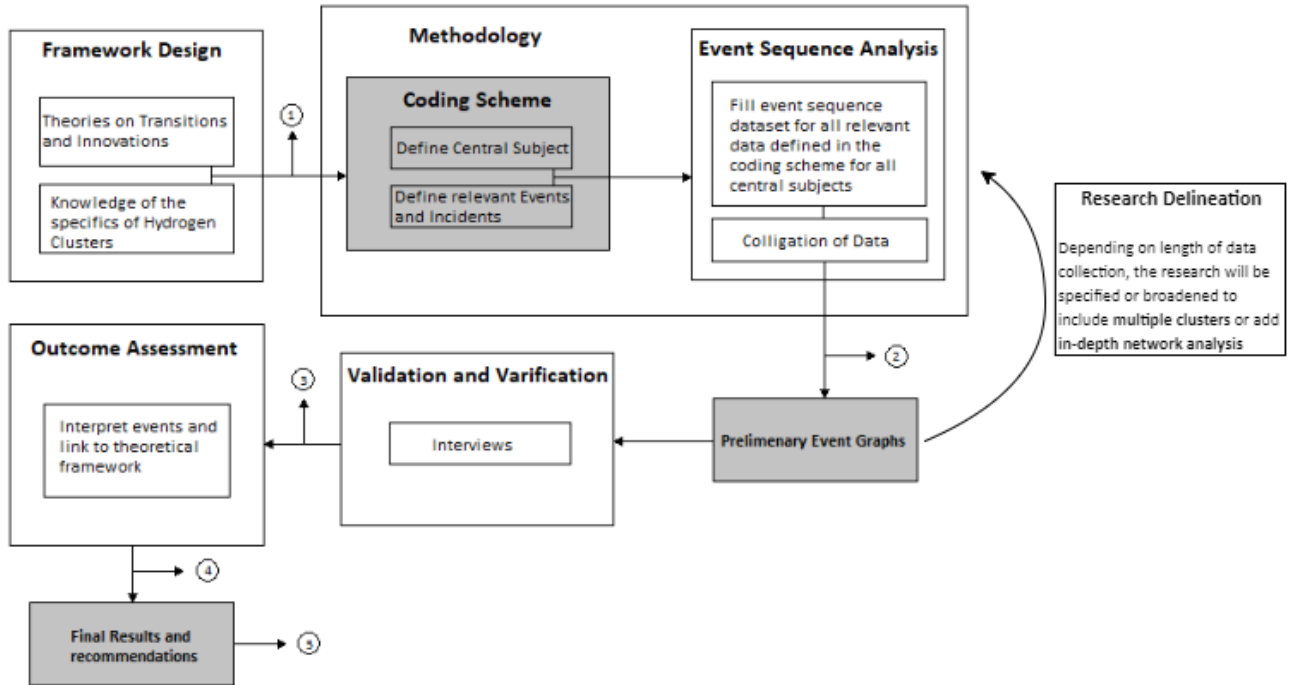 Framework Design
Theories on Transitions
and Innovations
Knowledge of the
specifics of Hydrogen
Clusters
1
Methodology
Coding Scheme
Define Central Subject
Define relevant Events
and Incidents
Event Sequence Analysis
Fill event sequence
dataset for all relevant
data defined in the
coding scheme for all
central subjects
Colligation of Data
Research Delineation
Depending on length of data
collection, the research will be
specified or broadened to
include multiple clusters or add
in-depth network analysis
2
Prelimenary Event Graphs
Validation and Varification
Interviews
3
Outcome Assessment
Interpret events and
link to theoretical
framework
4
Final Results and
recommendations
5